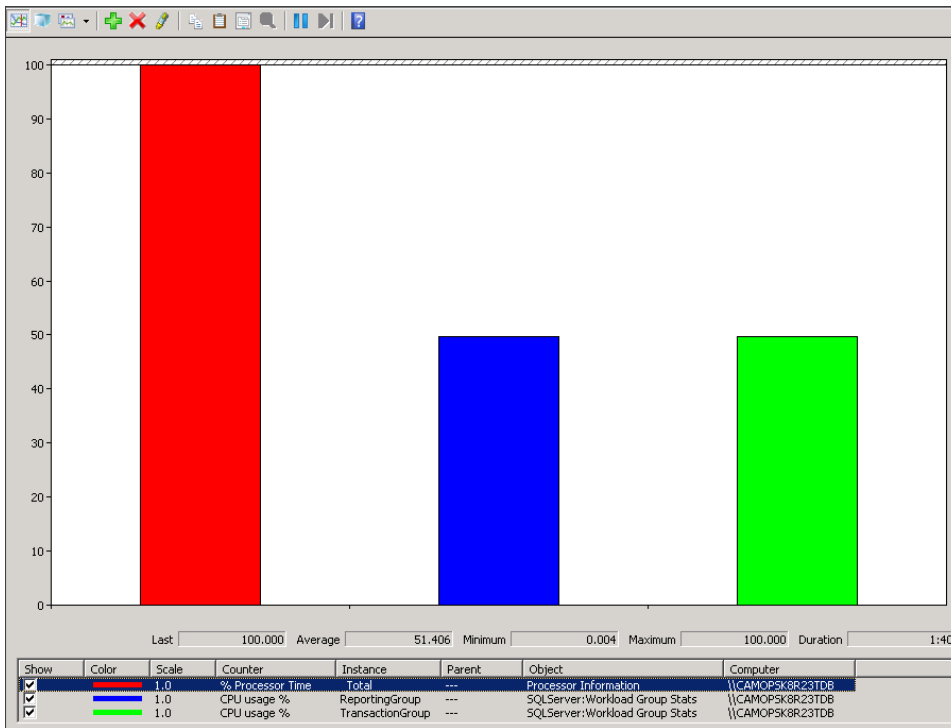 100
90
80
70
60
50
40
30
20
10
0
Last 100.000 Average 51.406 Minimum 0.004 Maximum 100.000 Duration 1:40
Show Color Scale Counter Instance Parent Object Computer
1.0 % Processor Time _Total --- Processor Information \\CAMOPSK8R23TDB
1.0 CPU usage % ReportingGroup --- SQLServer:Workload Group Stats \\CAMOPSK8R23TDB
1.0 CPU usage % TransactionGroup --- SQLServer:Workload Group Stats \\CAMOPSK8R23TDB